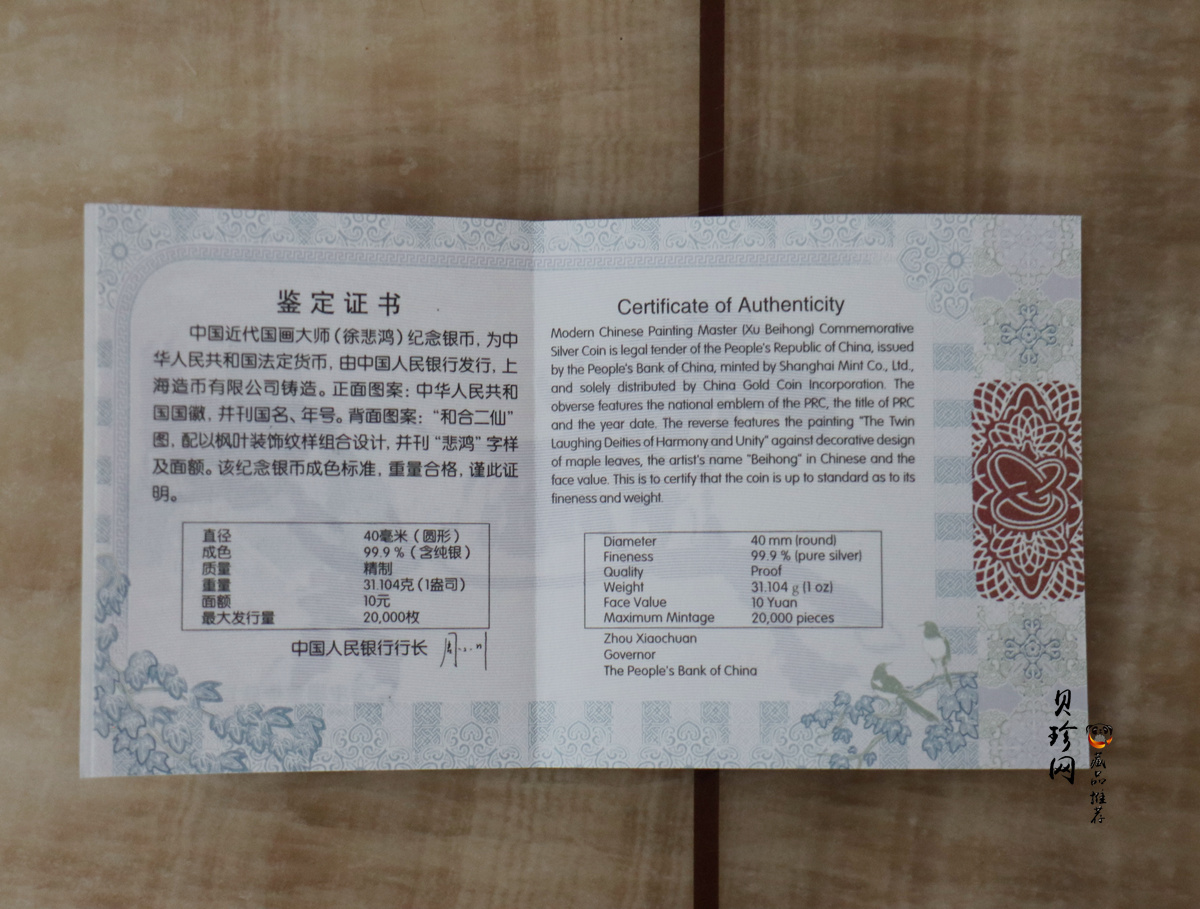 鉴定证书
中国近代国画大师（徐悲鸿）纪念银币，为中
华人民共和国法定货币，由中国人民银行发行，上
海造币有限公司铸造。正面图案：中华人民共和
国国徽，并刊国名、年号。背面图案：“和合二仙”
图，配以枫叶装饰纹样组合设计，并刊“悲鸿”字样
及面额。该纪念银币成色标准，重量合格，谨此证
明。
直径 40毫米（圆形）
成色 99.9 %（含纯银）
质量 精制
重量 31.104克（1盎司）
面额 10元
最大发行量 20,000枚
中国人民银行行长
Certificate of Authenticity
Modern Chinese Painting Master (Xu Beihong) Commemorative
Silver Coin is legal tender of the People's Republic of China, issued
by the People's Bank of China, minted by Shanghai Mint Co., Ltd.,
and solely distributed by China Gold Coin Incorporation. The
obverse features the national emblem of the PRC, the title of PRC
and the year date. The reverse features the painting "The Twin
Laughing Deities of Harmony and Unity" against decorative design
of maple leaves, the artist's name "Beihong" in Chinese and the
face value. This is to certify that the coin is up to standard as to its
fineness and weight.
Diameter 40 mm (round)
Fineness 99.9 % (pure silver)
Quality Proof
Weight 31.104 g (1 oz)
Face Value 10 Yuan
Maximum Mintage 20,000 pieces
Zhou Xiaochuan
Governor
The People's Bank of China
贝珍网
藏品推荐